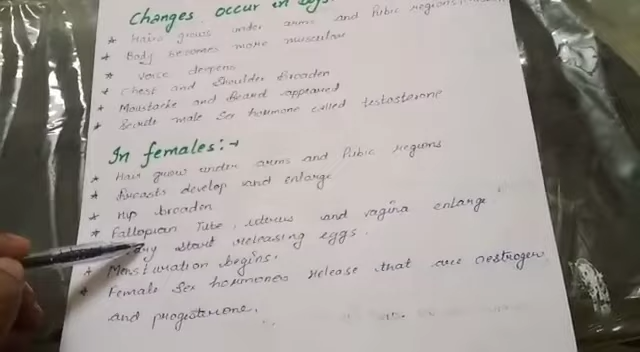 Changes occur in boys:
* Hairs grows under arms and Pubic regions
* Body becomes more muscular
* Voice deepens
* Chest and Shoulder Broaden
* Moustache and Beard appeared
* Secrete male sex hormone called testosterone
In females:→
* Hair grow under arms and Pubic regions
* Breasts develop and enlarge
* Hip broaden
* Fallopian Tube, uterus and vagina enlarge
start releasing eggs.
* begins.
* Female sex hormones release that are oestrogen
and progesterone.